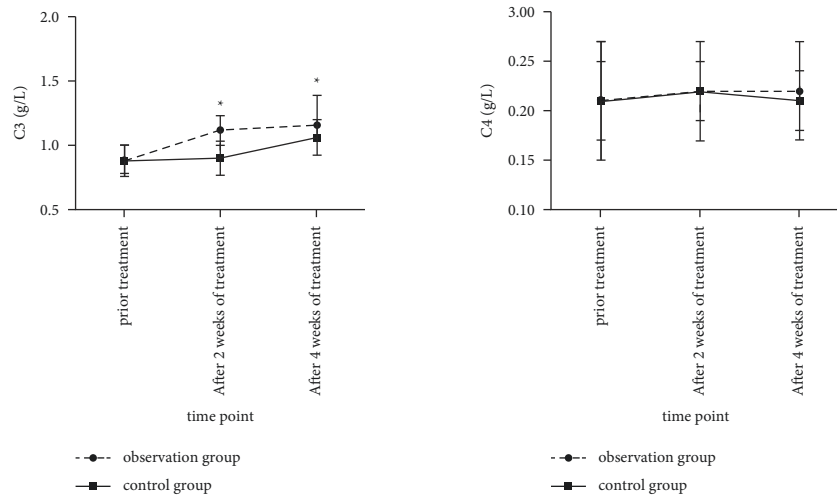 2.0
1.5
1.0
0.5
C3 (g/L)
*
*
prior treatment
After 2 weeks of treatment
After 4 weeks of treatment
time point
observation group
control group
3.00
0.25
0.20
0.15
0.10
C4 (g/L)
prior treatment
After 2 weeks of treatment
After 4 weeks of treatment
time point
observation group
control group